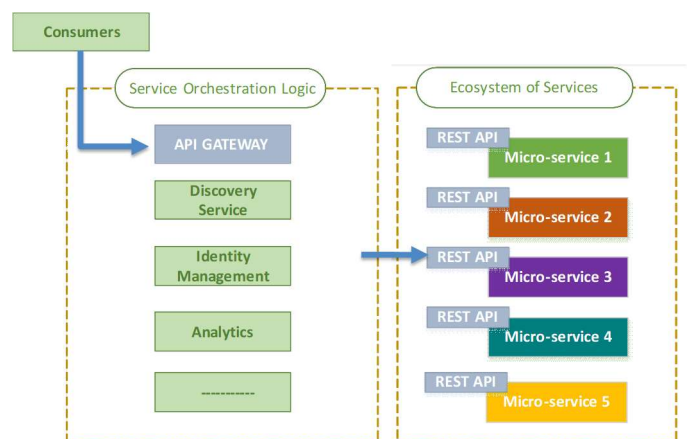 Consumers
Service Orchestration Logic
API GATEWAY
Discovery
Service
Identity
Management
Analytics
-----------
Ecosystem of Services
REST API
Micro-service 1
REST API
Micro-service 2
REST API
Micro-service 3
REST API
Micro-service 4
REST API
Micro-service 5